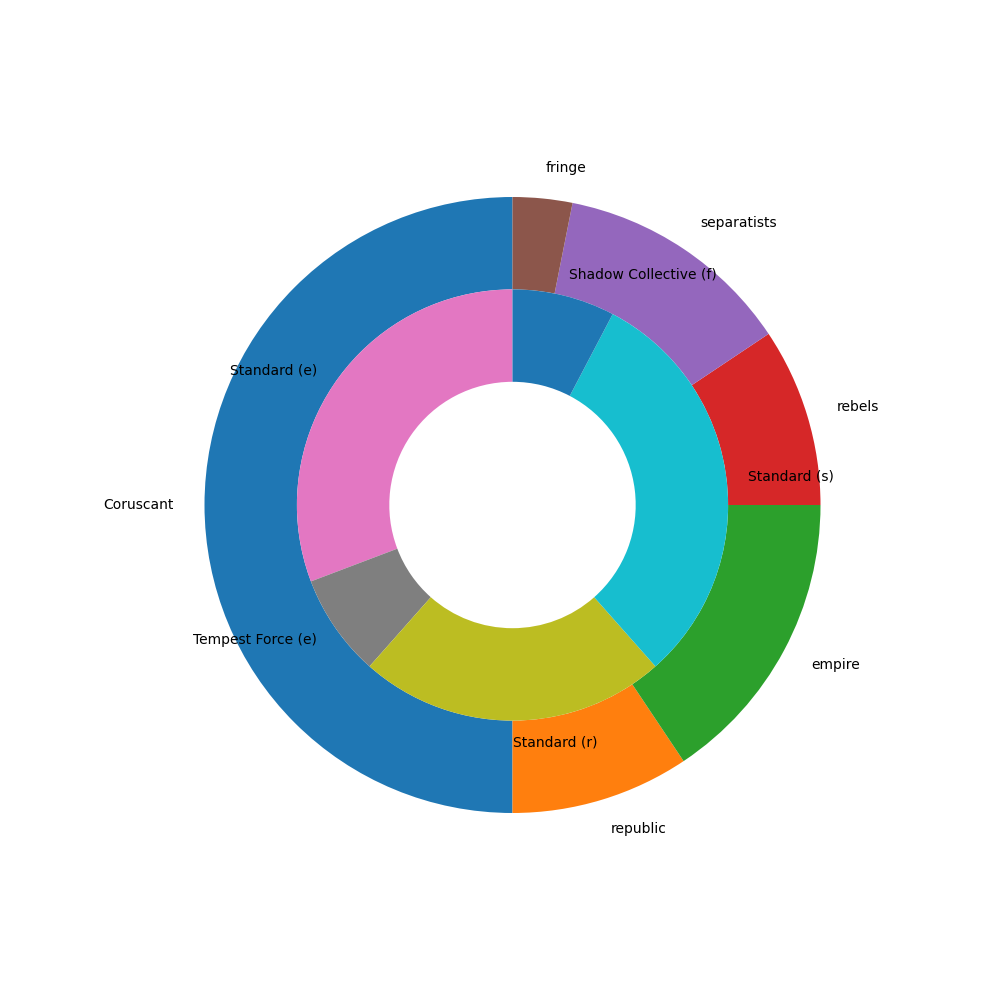 fringe
separatists
Shadow Collective (f)
Standard (e)
rebels
Standard (s)
Coruscant
Tempest Force (e)
empire
Standard (r)
republic